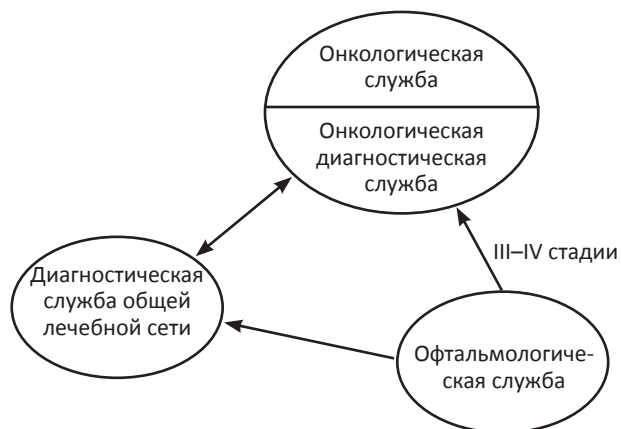 Онкологическая
служба
Онкологическая
диагностическая
служба
III–IV стадии
Диагностическая
служба общей
лечебной сети
Офтальмологиче-
ская служба